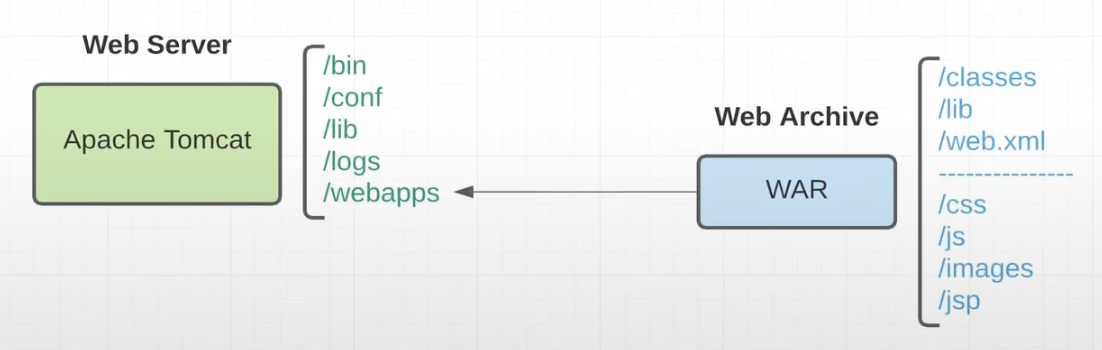 Web Server
Apache Tomcat
/bin
/conf
/lib
/logs
/webapps
Web Archive
WAR
/classes
/lib
/web.xml
---------------
/css
/js
/images
/jsp